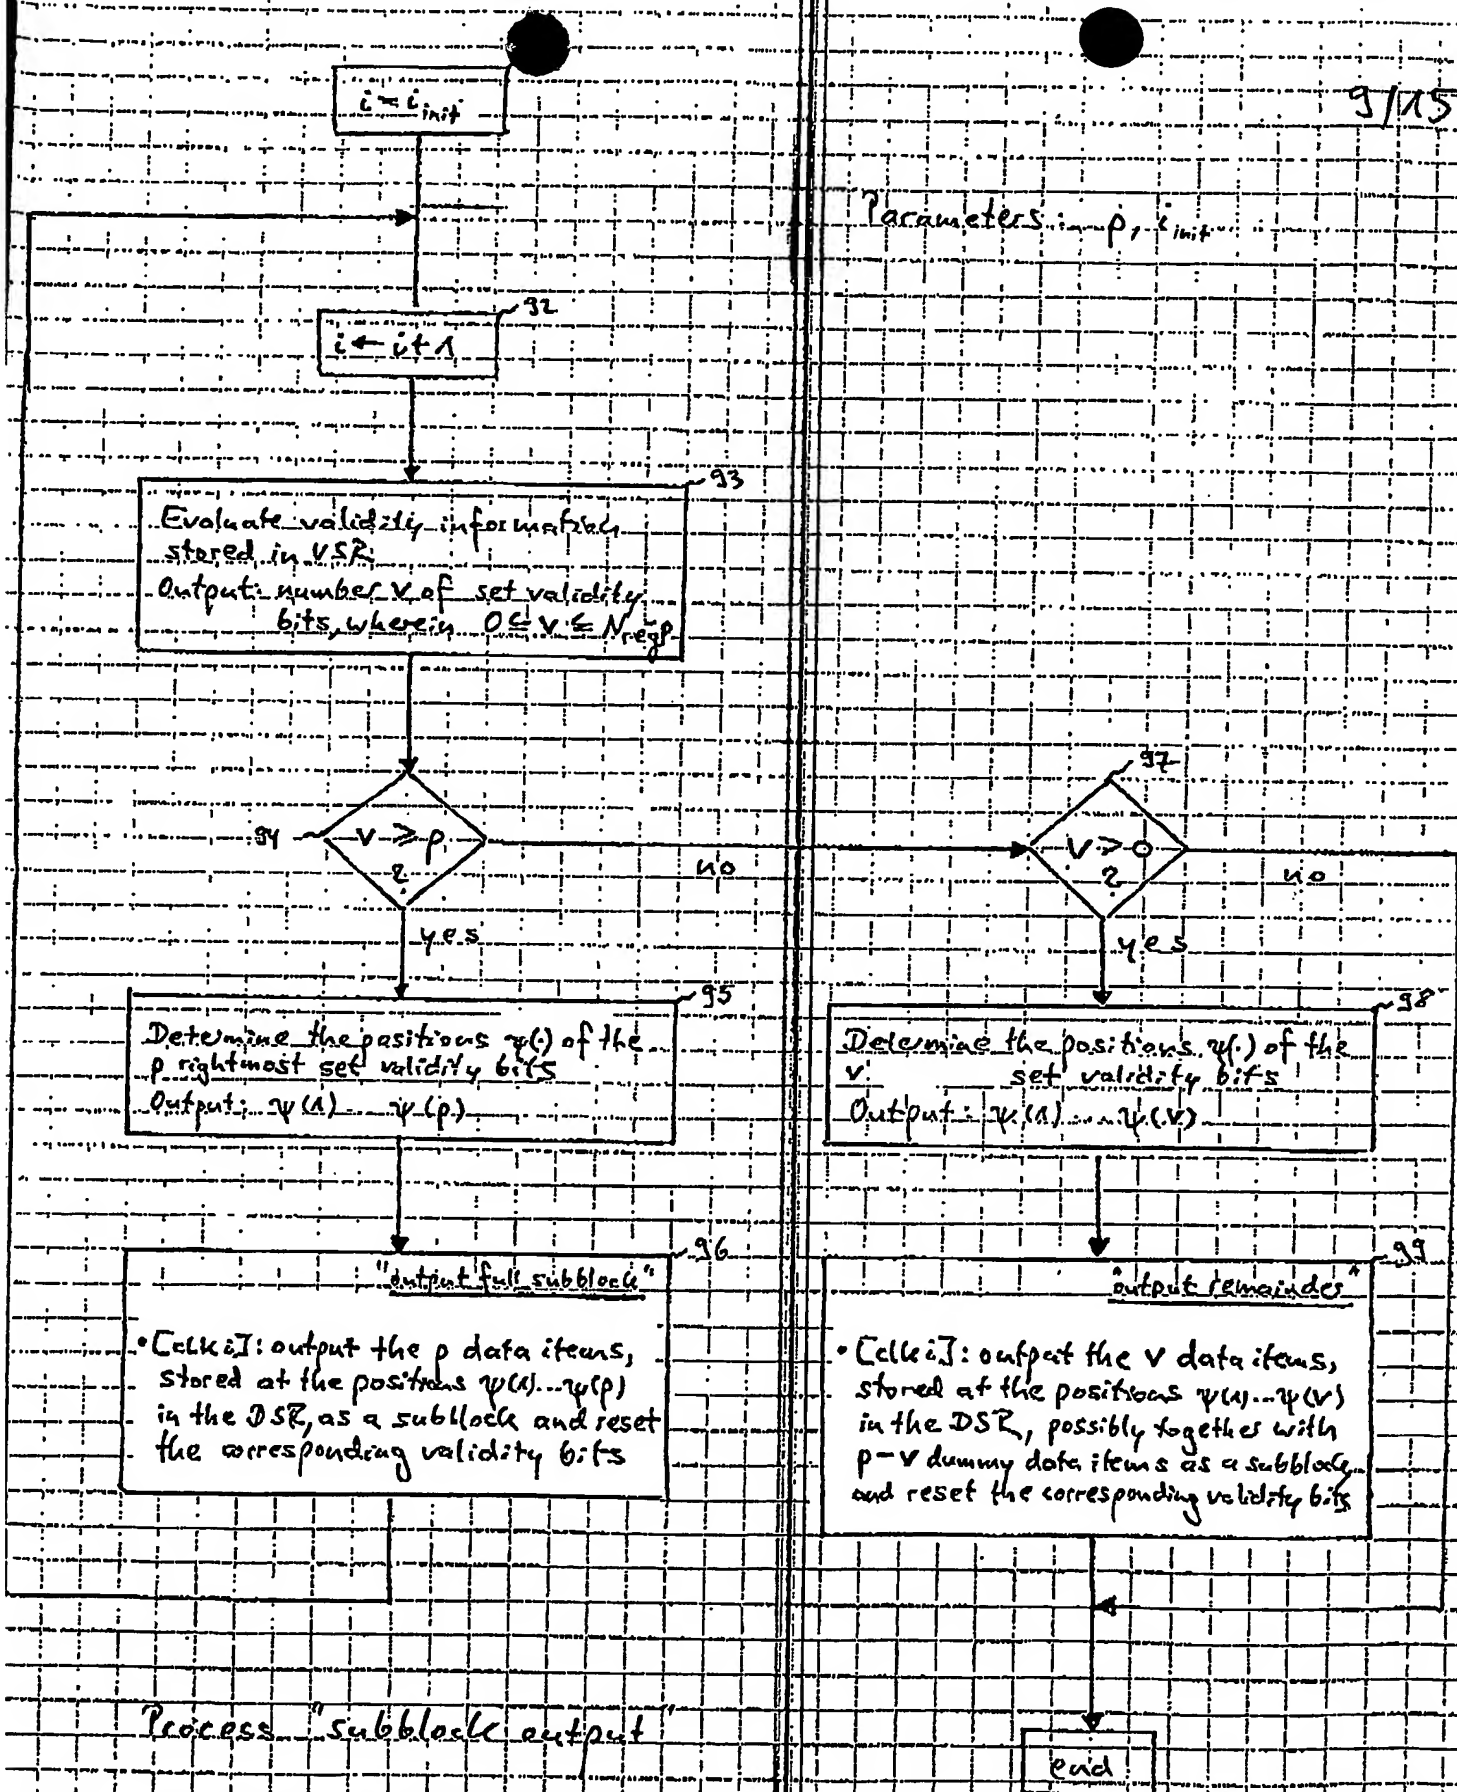 9/15
i = i_init
Parameters: p, i_init
92
i ← i + 1
93
Evaluate validity information
stored in VSR
Output: number v of set validity
bits, wherein 0 ≤ v ≤ N_regP
94
v ≥ p
?
no
yes
97
v > 0
?
no
yes
95
Determine the positions ψ(.) of the
p rightmost set validity bits
Output: ψ(1) ... ψ(p)
98
Determine the positions ψ(.) of the
v set validity bits
Output: ψ(1) ... ψ(v)
96
"output full subblock"
• [clk i]: output the p data items,
stored at the positions ψ(1)...ψ(p)
in the DSR, as a subblock and reset
the corresponding validity bits
99
"output remainder"
• [clk i]: output the v data items,
stored at the positions ψ(1)...ψ(v)
in the DSR, possibly together with
p-v dummy data items as a subblock
and reset the corresponding validity bits
Process "subblock output"
end